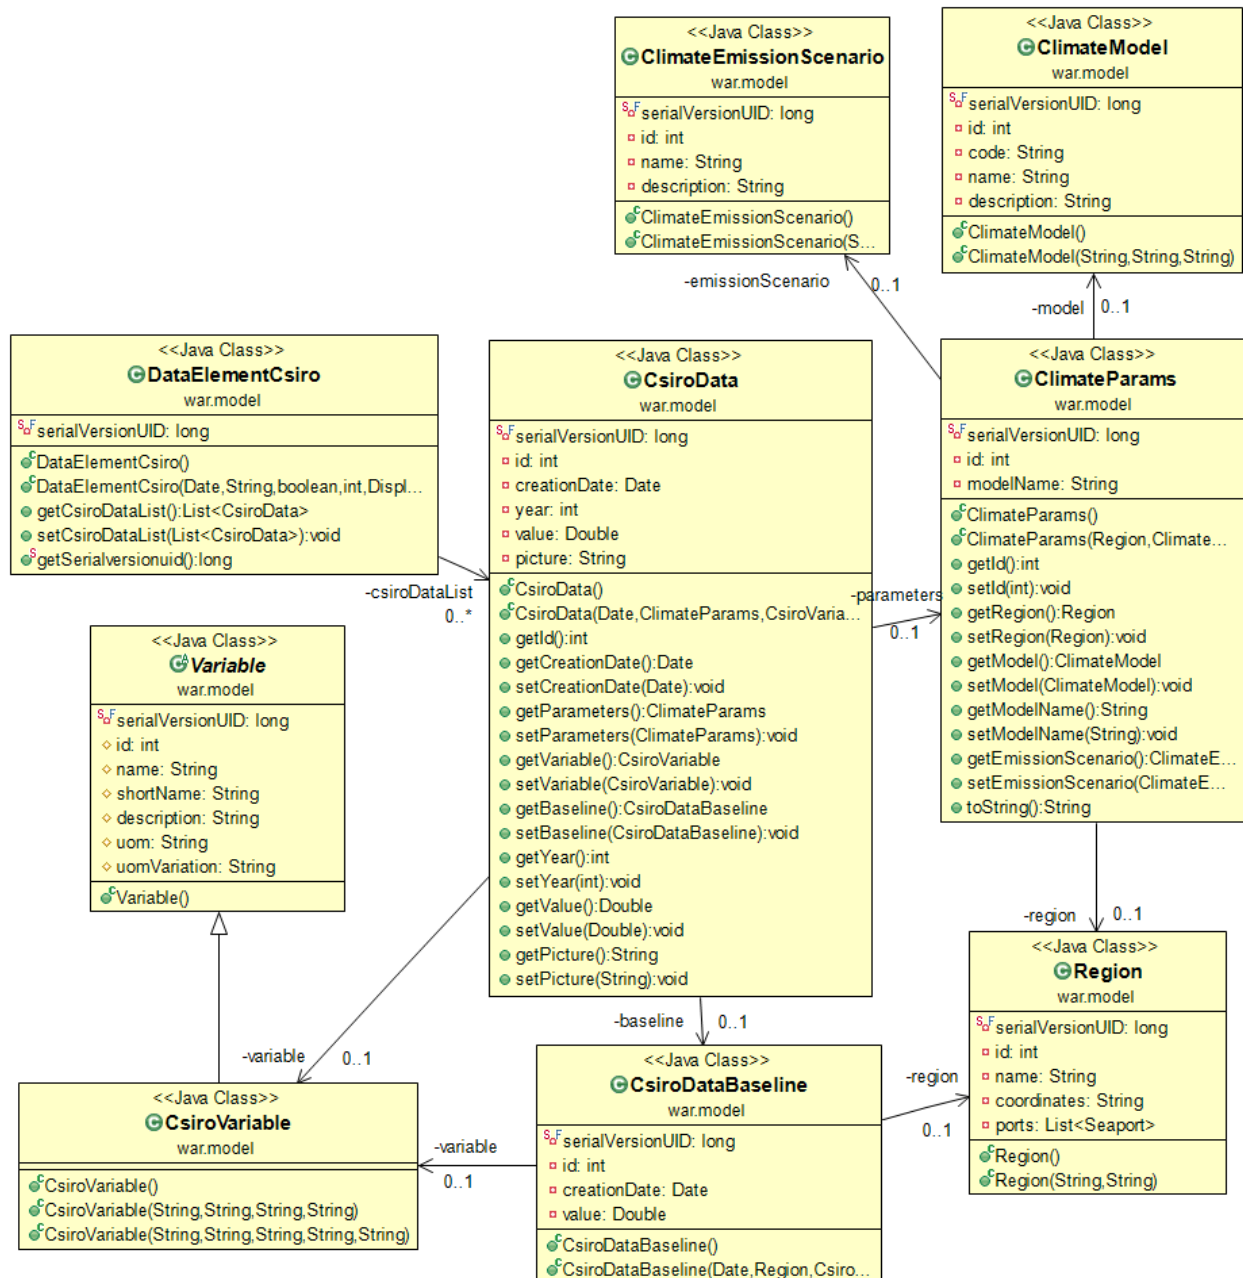 <<Java Class>>
ClimateEmissionScenario
war.model
serialVersionUID: long
id: int
name: String
description: String
ClimateEmissionScenario()
ClimateEmissionScenario(S...
<<Java Class>>
ClimateModel
war.model
serialVersionUID: long
id: int
code: String
name: String
description: String
ClimateModel()
ClimateModel(String,String,String)
-emissionScenario
0..1
-model
0..1
<<Java Class>>
DataElementCsiro
war.model
serialVersionUID: long
DataElementCsiro()
DataElementCsiro(Date,String,boolean,int,Displ...
getCsiroDataList():List<CsiroData>
setCsiroDataList(List<CsiroData>):void
getSerialversionuid():long
-csiroDataList
0..*
<<Java Class>>
CsiroData
war.model
serialVersionUID: long
id: int
creationDate: Date
year: int
value: Double
picture: String
CsiroData()
CsiroData(Date,ClimateParams,CsiroVaria...
getId():int
getCreationDate():Date
setCreationDate(Date):void
getParameters():ClimateParams
setParameters(ClimateParams):void
getVariable():CsiroVariable
setVariable(CsiroVariable):void
getBaseline():CsiroDataBaseline
setBaseline(CsiroDataBaseline):void
getYear():int
setYear(int):void
getValue():Double
setValue(Double):void
getPicture():String
setPicture(String):void
-parameters
0..1
<<Java Class>>
ClimateParams
war.model
serialVersionUID: long
id: int
modelName: String
ClimateParams()
ClimateParams(Region,Climate...
getId():int
setId(int):void
getRegion():Region
setRegion(Region):void
getModel():ClimateModel
setModel(ClimateModel):void
getModelName():String
setModelName(String):void
getEmissionScenario():ClimateE...
setEmissionScenario(ClimateE...
toString():String
<<Java Class>>
Variable
war.model
serialVersionUID: long
id: int
name: String
shortName: String
description: String
uom: String
uomVariation: String
Variable()
-region
0..1
<<Java Class>>
Region
war.model
serialVersionUID: long
id: int
name: String
coordinates: String
ports: List<Seaport>
Region()
Region(String,String)
-baseline
0..1
-variable
0..1
<<Java Class>>
CsiroVariable
war.model
CsiroVariable()
CsiroVariable(String,String,String,String)
CsiroVariable(String,String,String,String,String)
-variable
0..1
<<Java Class>>
CsiroDataBaseline
war.model
serialVersionUID: long
id: int
creationDate: Date
value: Double
CsiroDataBaseline()
CsiroDataBaseline(Date,Region,Csiro...
-region
0..1